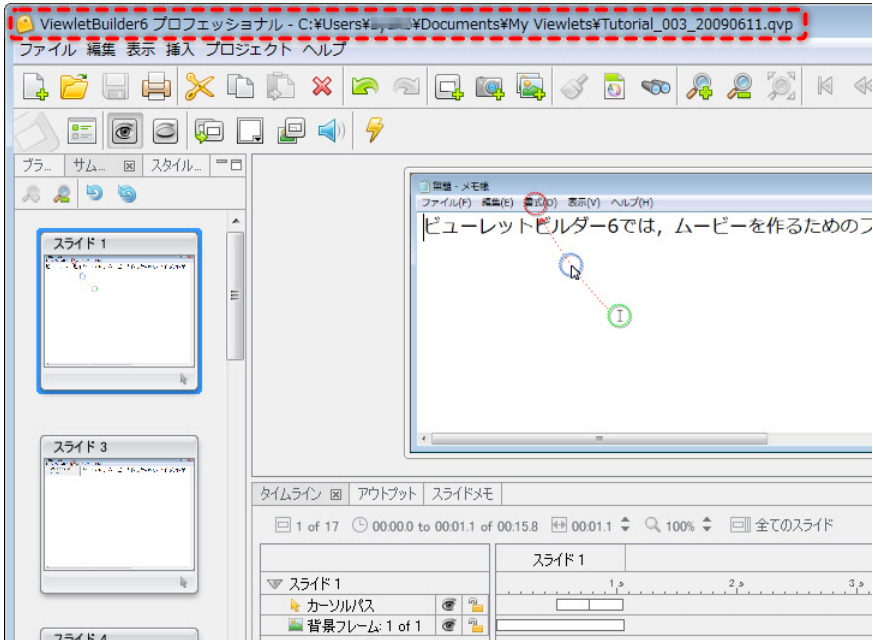 ViewletBuilder6 プロフェッショナル - C:¥Users¥ ¥Documents¥My Viewlets¥Tutorial_003_20090611.qvp
ファイル 編集 表示 挿入 プロジェクト ヘルプ
ブラ... サム... スタイル...
スライド 1
スライド 3
スライド 4
無題 - メモ帳
ファイル(F) 編集(E) 書式(O) 表示(V) ヘルプ(H)
ビューレットビルダー6では，ムービーを作るためのフ
タイムライン アウトプット スライドメモ
1 of 17 00:00.0 to 00:01.1 of 00:15.8 00:01.1 100% 全てのスライド
スライド 1
スライド 1 1 s 2 s 3 s
カーソルパス
背景フレーム: 1 of 1